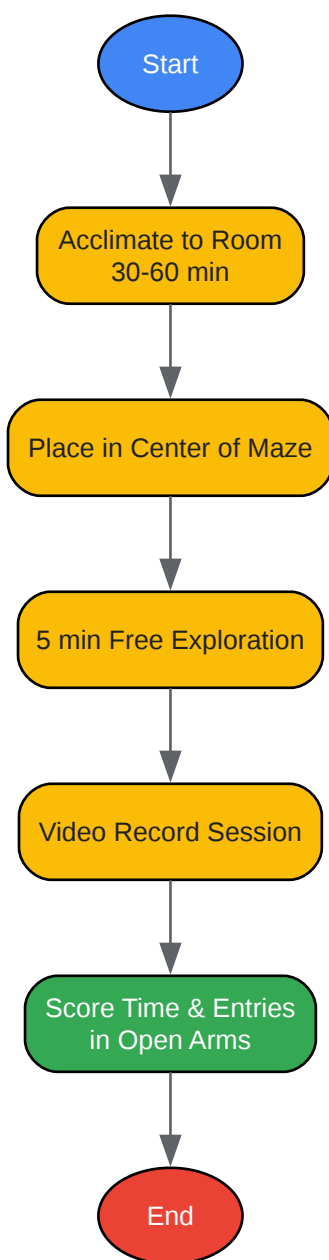 Start
Acclimate to Room
30-60 min
Place in Center of Maze
5 min Free Exploration
Video Record Session
Score Time & Entries
in Open Arms
End